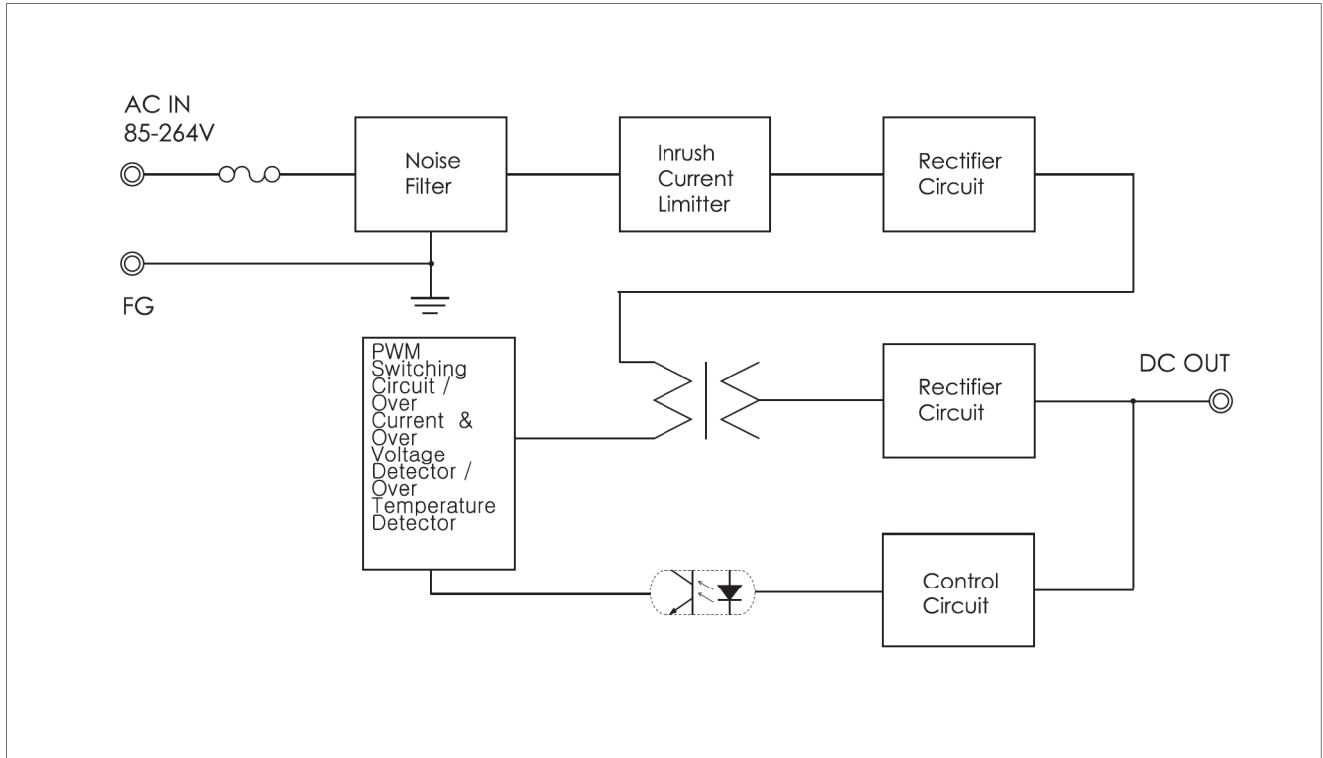 AC IN
85-264V
Noise
Filter
Inrush
Current
Limitter
Rectifier
Circuit
FG
PWM
Switching
Circuit /
Over
Current &
Over
Voltage
Detector /
Over
Temperature
Detector
Rectifier
Circuit
DC OUT
Control
Circuit